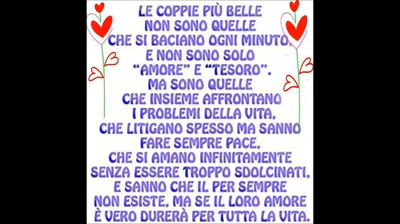 LE COPPIE PIÙ BELLE
NON SONO QUELLE
CHE SI BACIANO OGNI MINUTO,
E NON SONO SOLO
"AMORE" E "TESORO".
MA SONO QUELLE
CHE INSIEME AFFRONTANO
I PROBLEMI DELLA VITA,
CHE LITIGANO SPESSO MA SANNO
FARE SEMPRE PACE,
CHE SI AMANO INFINITAMENTE
SENZA ESSERE TROPPO SDOLCINATI,
E SANNO CHE IL PER SEMPRE
NON ESISTE, MA SE IL LORO AMORE
È VERO DURERÀ PER TUTTA LA VITA.